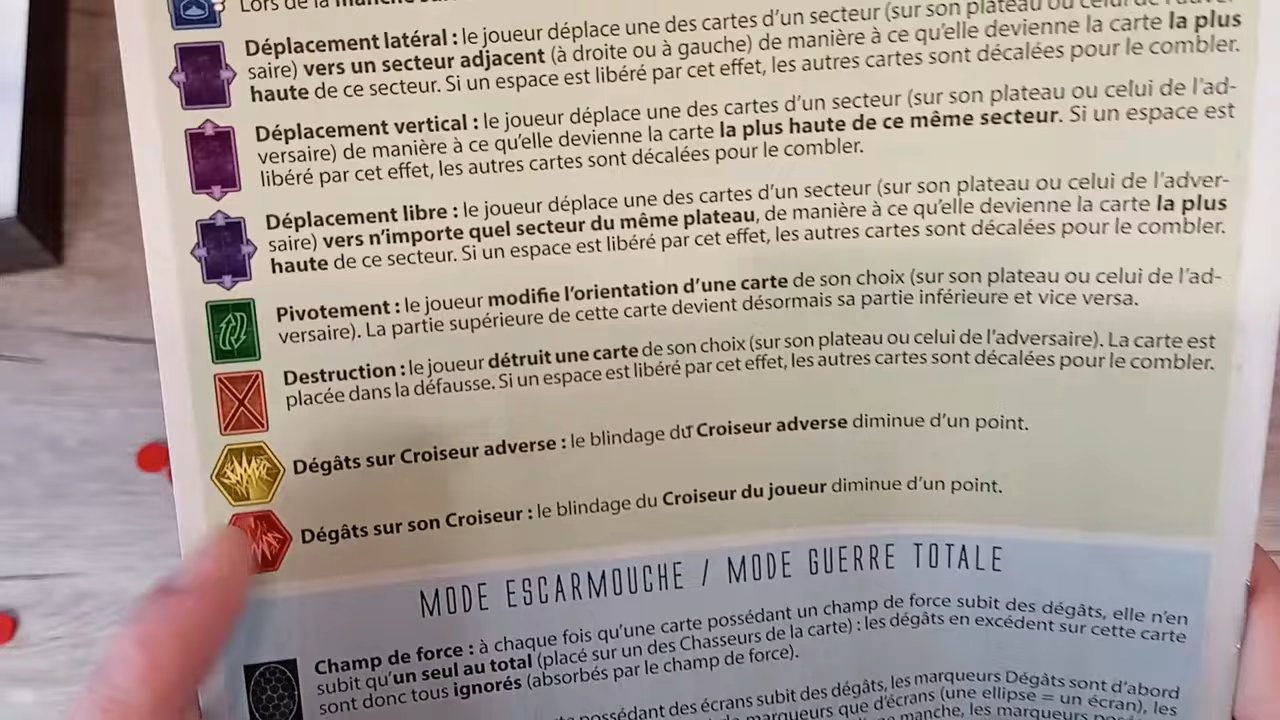 Lors de la
Déplacement latéral : le joueur déplace une des cartes d'un secteur (sur son plateau ou celui de l'adver-
saire) vers un secteur adjacent (à droite ou à gauche) de manière à ce qu'elle devienne la carte la plus
haute de ce secteur. Si un espace est libéré par cet effet, les autres cartes sont décalées pour le combler.
Déplacement vertical : le joueur déplace une des cartes d'un secteur (sur son plateau ou celui de l'ad-
versaire) de manière à ce qu'elle devienne la carte la plus haute de ce même secteur. Si un espace est
libéré par cet effet, les autres cartes sont décalées pour le combler.
Déplacement libre : le joueur déplace une des cartes d'un secteur (sur son plateau ou celui de l'adver-
saire) vers n'importe quel secteur du même plateau, de manière à ce qu'elle devienne la carte la plus
haute de ce secteur. Si un espace est libéré par cet effet, les autres cartes sont décalées pour le combler.
Pivotement : le joueur modifie l'orientation d'une carte de son choix (sur son plateau ou celui de l'ad-
versaire). La partie supérieure de cette carte devient désormais sa partie inférieure et vice versa.
Destruction : le joueur détruit une carte de son choix (sur son plateau ou celui de l'adversaire). La carte est
placée dans la défausse. Si un espace est libéré par cet effet, les autres cartes sont décalées pour le combler.
Dégâts sur Croiseur adverse : le blindage du Croiseur adverse diminue d'un point.
Dégâts sur son Croiseur : le blindage du Croiseur du joueur diminue d'un point.
MODE ESCARMOUCHE / MODE GUERRE TOTALE
Champ de force : à chaque fois qu'une carte possédant un champ de force subit des dégâts, elle n'en
subit qu'un seul au total (placé sur un des Chasseurs de la carte) : les dégâts en excédent sur cette carte
sont donc tous ignorés (absorbés par le champ de force).
possédant des écrans subit des dégâts, les marqueurs Dégâts sont d'abord
marqueurs que d'écrans (une ellipse = un écran), les
manche, les marqueurs